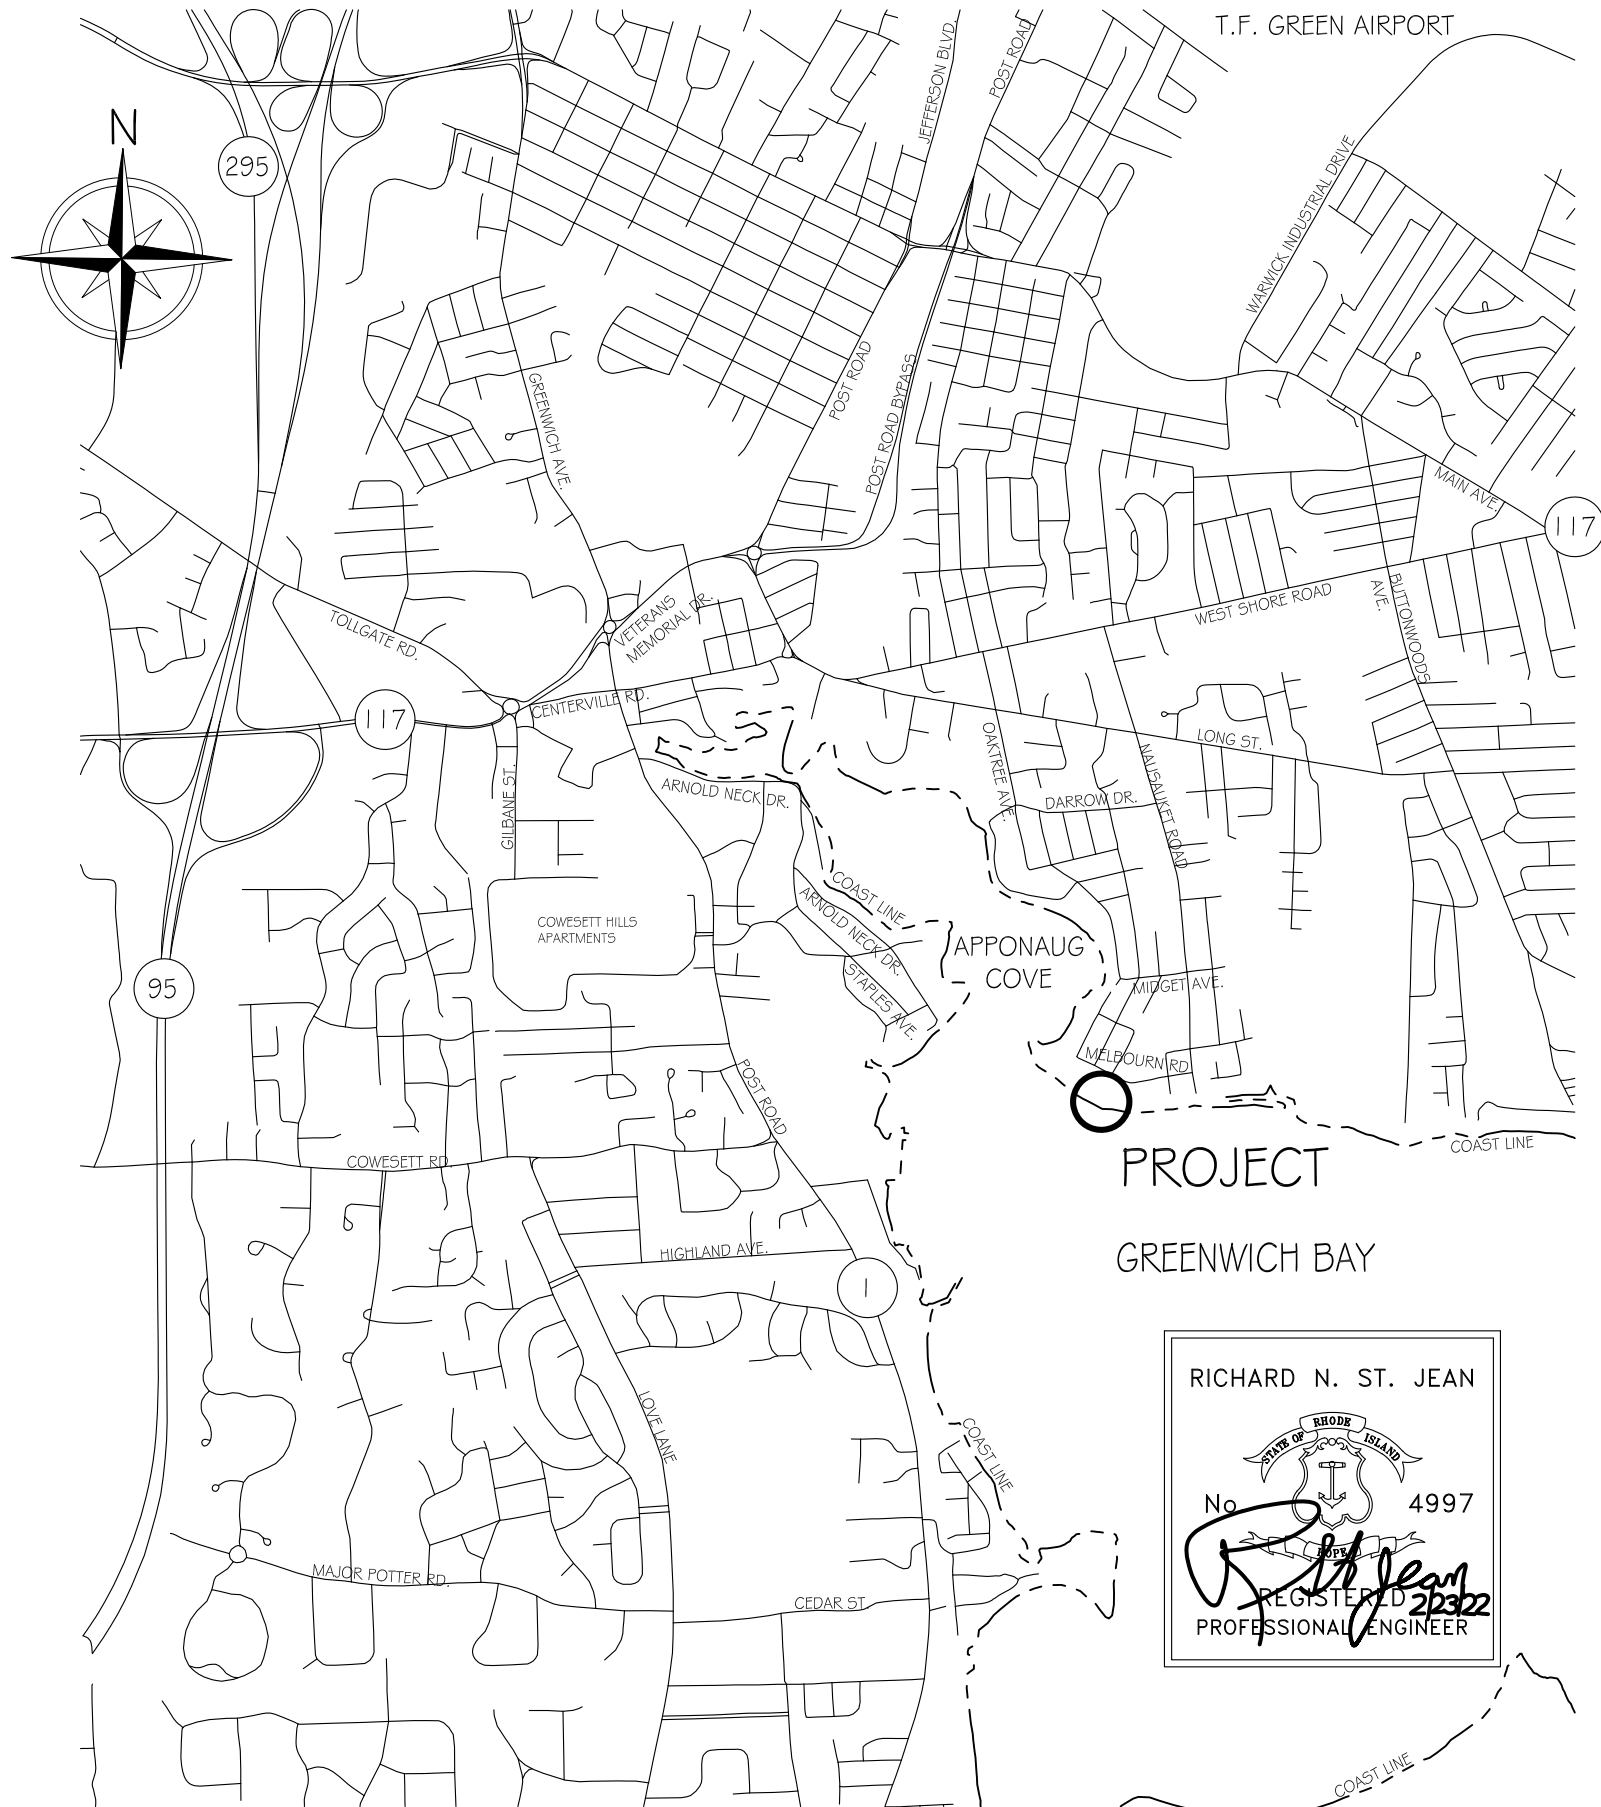 T.F. GREEN AIRPORT
JEFFERSON BLVD.
POST ROAD
N
295
WARWICK INDUSTRIAL DRIVE
GREENWICH AVE.
POST ROAD
POST ROAD BYPASS
MAIN AVE.
117
TOLLGATE RD.
VETERANS
MEMORIAL DR.
WEST SHORE ROAD
BUTTONWOODS
AVE.
117
CENTERVILLE RD.
OAKTREE AVE.
NAUSAUKET ROAD
LONG ST.
GILBANE ST.
ARNOLD NECK DR.
DARROW DR.
COAST LINE
ARNOLD NECK DR.
COWESETT HILLS
APARTMENTS
APPONAUG
COVE
STAPLES AVE.
MIDGET AVE.
95
MELBOURN RD
POST ROAD
COAST LINE
COWESETT RD.
PROJECT
HIGHLAND AVE.
GREENWICH BAY
1
LOVE LANE
COAST LINE
RICHARD N. ST. JEAN
STATE OF RHODE ISLAND
No 4997
HOPE
R St Jean
REGISTERED 2/23/22
PROFESSIONAL ENGINEER
MAJOR POTTER RD.
CEDAR ST
COAST LINE